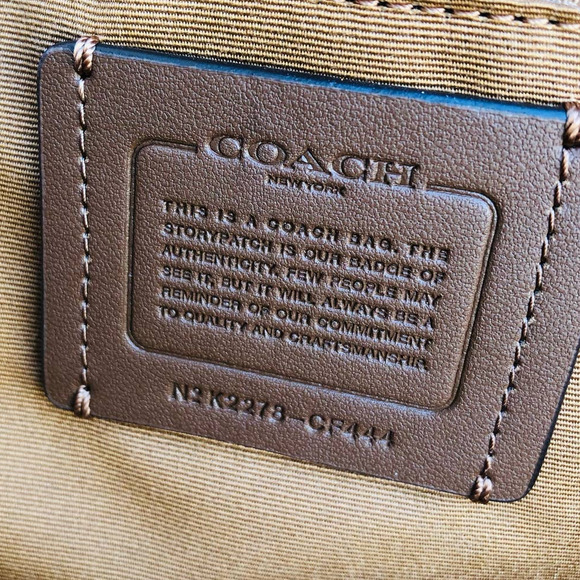 COACH
NEW YORK
THIS IS A COACH BAG. THE
STORYPATCH IS OUR BADGE OF
AUTHENTICITY. FEW PEOPLE MAY
SEE IT, BUT IT WILL ALWAYS BE A
REMINDER OF OUR COMMITMENT
TO QUALITY AND CRAFTSMANSHIP.
Nº K2278-CF444